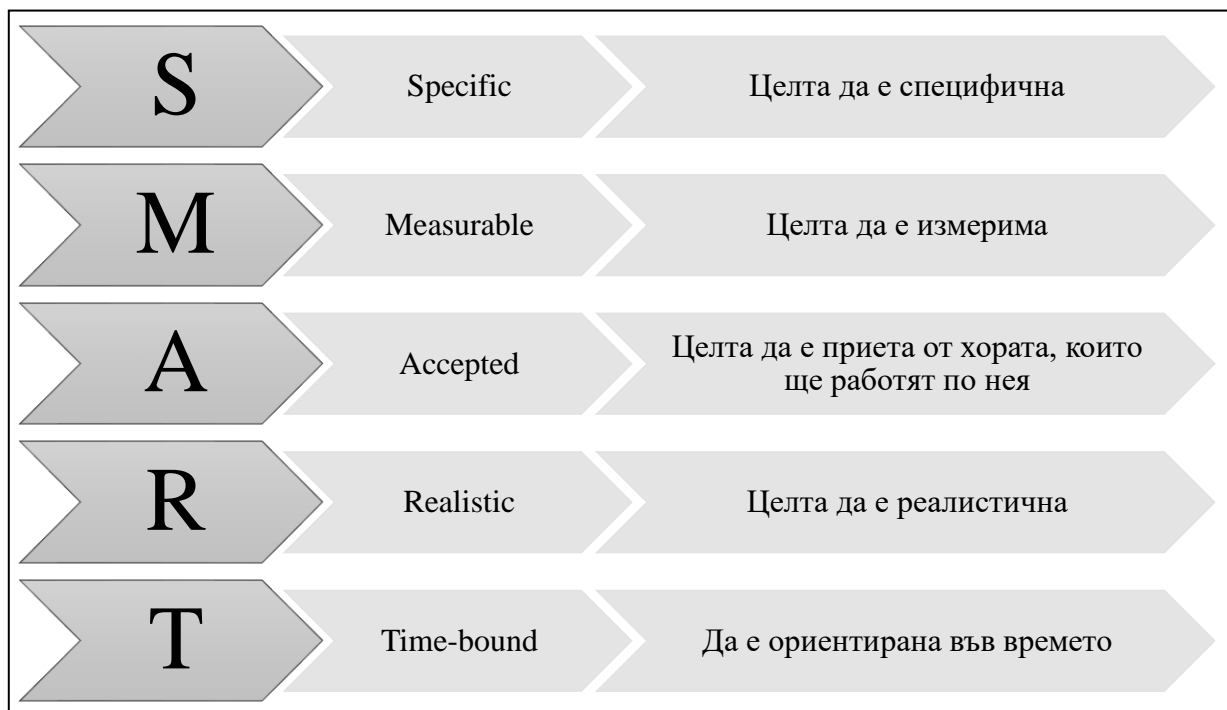 S
Specific
Целта да е специфична
M
Measurable
Целта да е измерима
A
Accepted
Целта да е приета от хората, които
ще работят по нея
R
Realistic
Целта да е реалистична
T
Time-bound
Да е ориентирана във времето